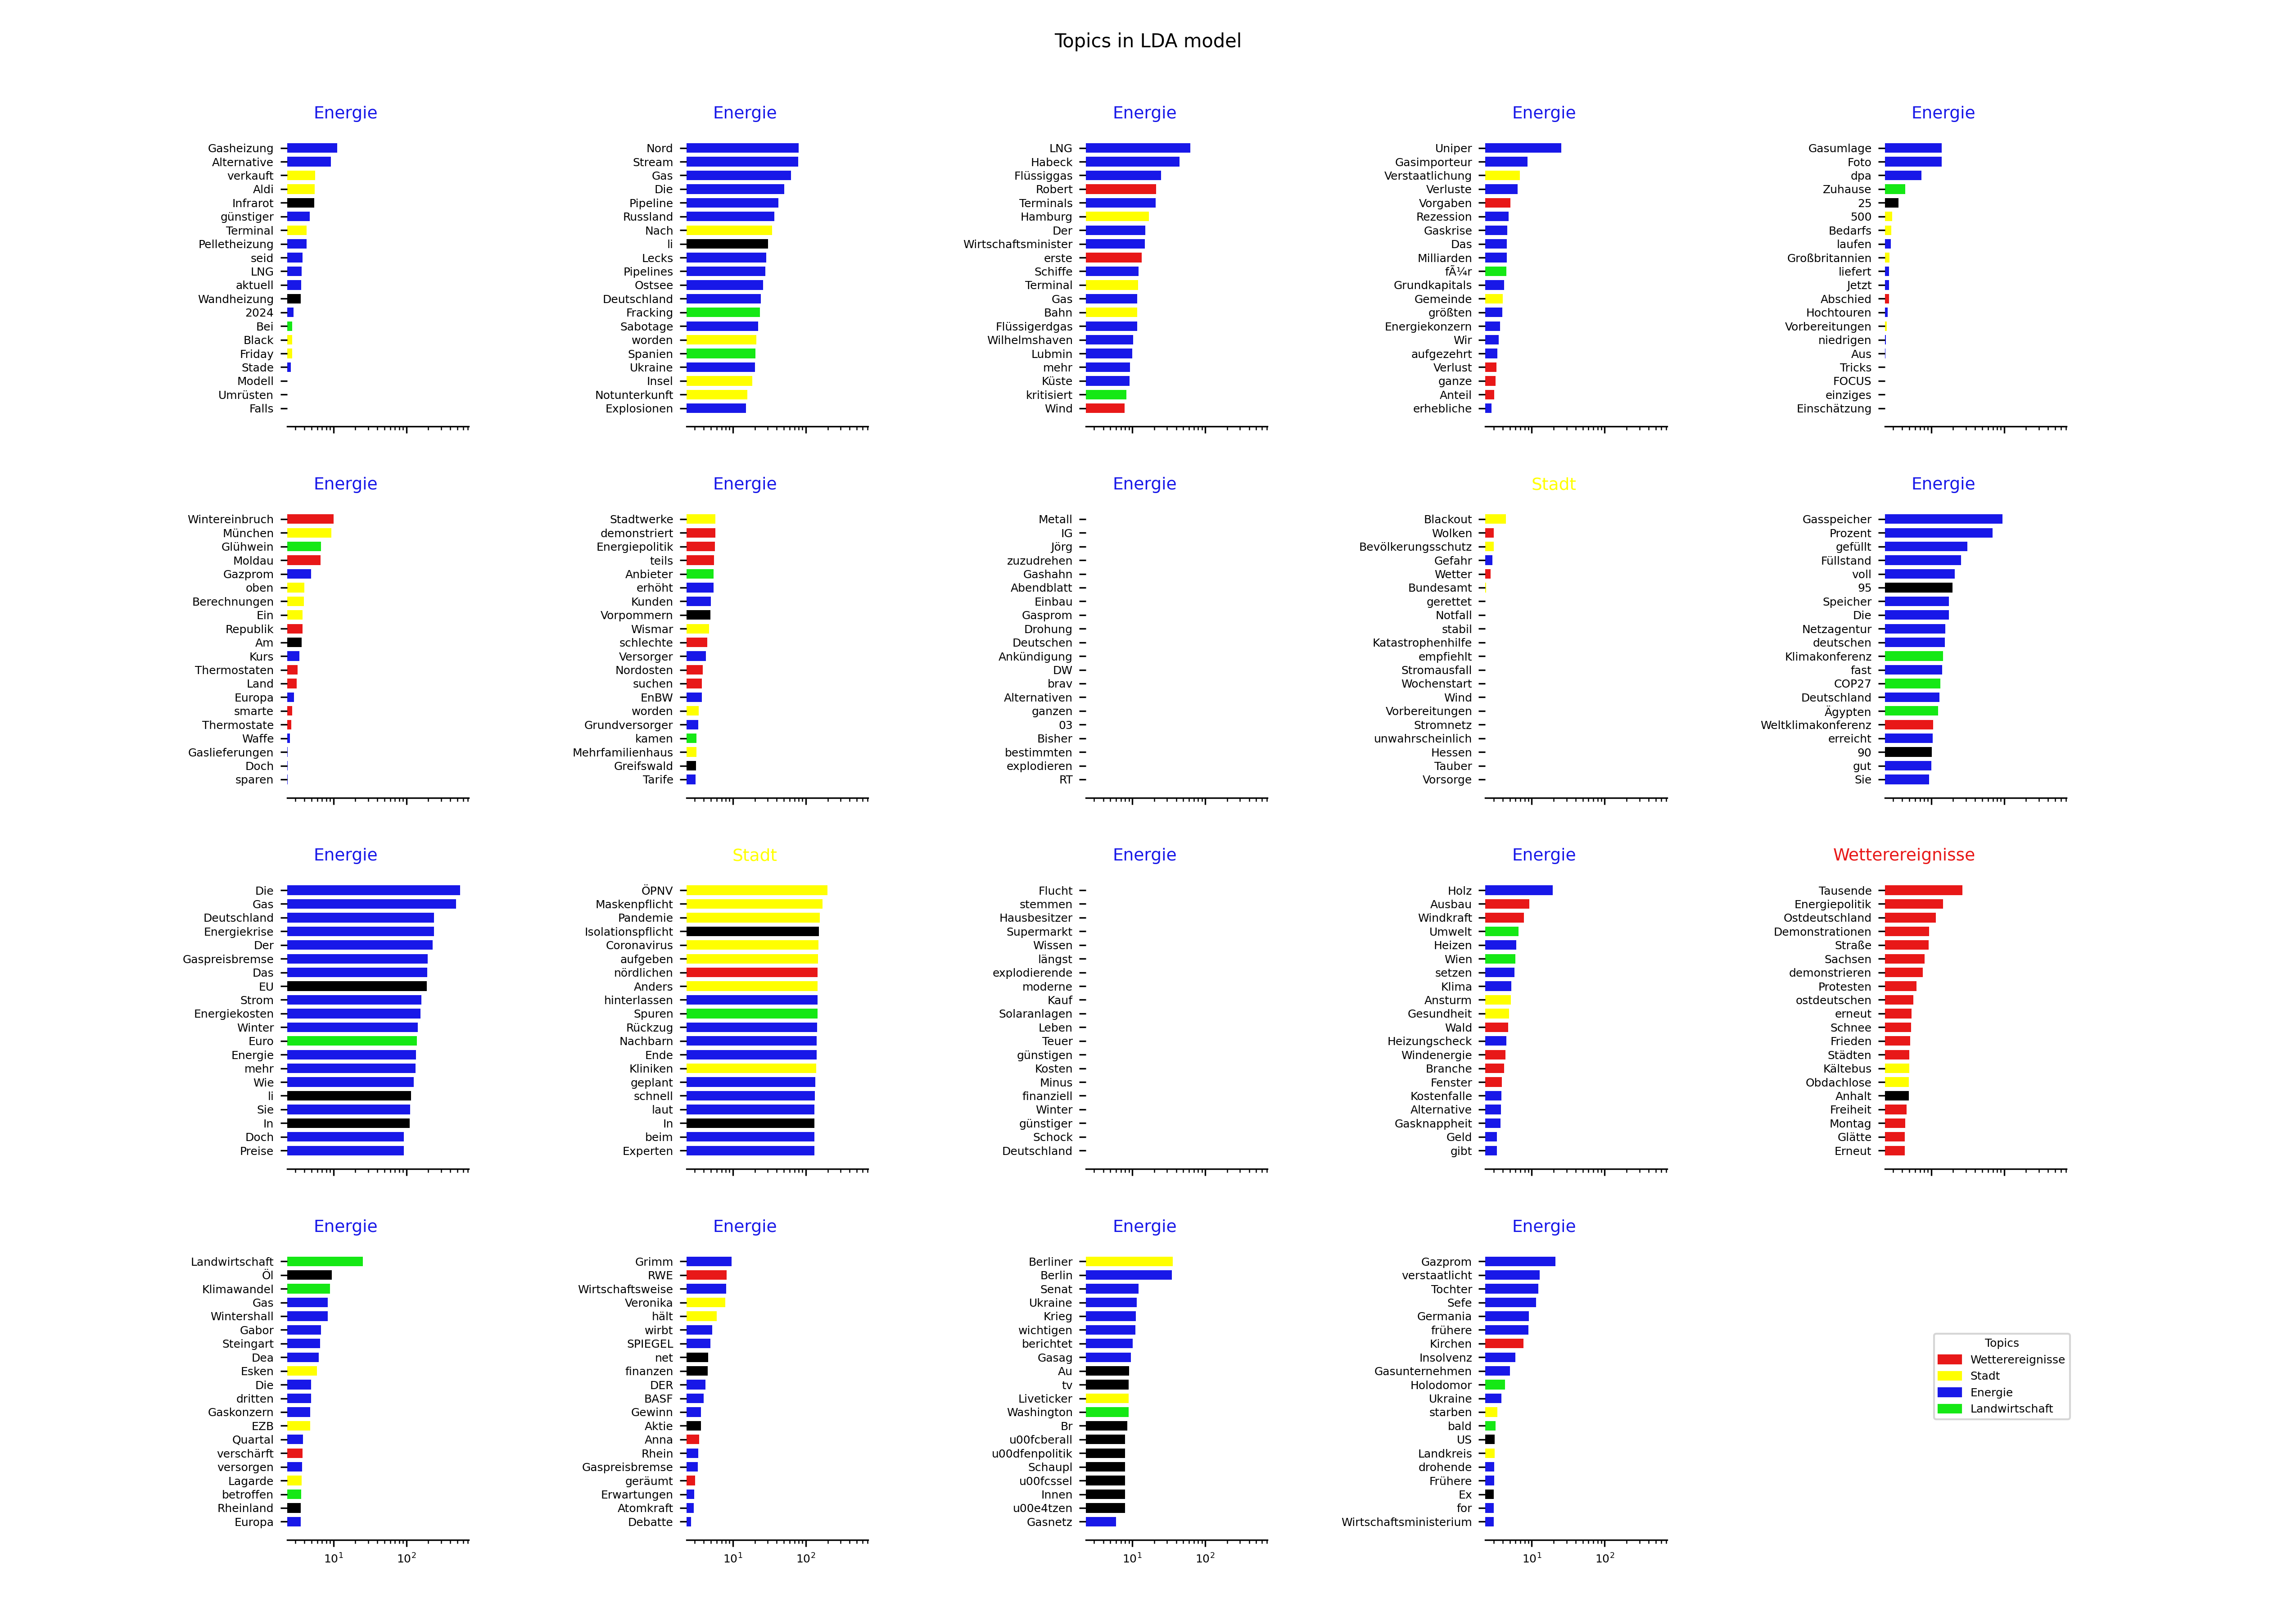 Topics in LDA model
Energie
Gasheizung
Alternative
verkauft
Aldi
Infrarot
günstiger
Terminal
Pelletheizung
seid
LNG
aktuell
Wandheizung
2024
Bei
Black
Friday
Stade
Modell
Umrüsten
Falls
Energie
Nord
Stream
Gas
Die
Pipeline
Russland
Nach
li
Lecks
Pipelines
Ostsee
Deutschland
Fracking
Sabotage
worden
Spanien
Ukraine
Insel
Notunterkunft
Explosionen
Energie
LNG
Habeck
Flüssiggas
Robert
Terminals
Hamburg
Der
Wirtschaftsminister
erste
Schiffe
Terminal
Gas
Bahn
Flüssigerdgas
Wilhelmshaven
Lubmin
mehr
Küste
kritisiert
Wind
Energie
Uniper
Gasimporteur
Verstaatlichung
Verluste
Vorgaben
Rezession
Gaskrise
Das
Milliarden
fÃ¼r
Grundkapitals
Gemeinde
größten
Energiekonzern
Wir
aufgezehrt
Verlust
ganze
Anteil
erhebliche
Energie
Gasumlage
Foto
dpa
Zuhause
25
500
Bedarfs
laufen
Großbritannien
liefert
Jetzt
Abschied
Hochtouren
Vorbereitungen
niedrigen
Aus
Tricks
FOCUS
einziges
Einschätzung
Energie
Wintereinbruch
München
Glühwein
Moldau
Gazprom
oben
Berechnungen
Ein
Republik
Am
Kurs
Thermostaten
Land
Europa
smarte
Thermostate
Waffe
Gaslieferungen
Doch
sparen
Energie
Stadtwerke
demonstriert
Energiepolitik
teils
Anbieter
erhöht
Kunden
Vorpommern
Wismar
schlechte
Versorger
Nordosten
suchen
EnBW
worden
Grundversorger
kamen
Mehrfamilienhaus
Greifswald
Tarife
Energie
Metall
IG
Jörg
zuzudrehen
Gashahn
Abendblatt
Einbau
Gasprom
Drohung
Deutschen
Ankündigung
DW
brav
Alternativen
ganzen
03
Bisher
bestimmten
explodieren
RT
Stadt
Blackout
Wolken
Bevölkerungsschutz
Gefahr
Wetter
Bundesamt
gerettet
Notfall
stabil
Katastrophenhilfe
empfiehlt
Stromausfall
Wochenstart
Wind
Vorbereitungen
Stromnetz
unwahrscheinlich
Hessen
Tauber
Vorsorge
Energie
Gasspeicher
Prozent
gefüllt
Füllstand
voll
95
Speicher
Die
Netzagentur
deutschen
Klimakonferenz
fast
COP27
Deutschland
Ägypten
Weltklimakonferenz
erreicht
90
gut
Sie
Energie
Die
Gas
Deutschland
Energiekrise
Der
Gaspreisbremse
Das
EU
Strom
Energiekosten
Winter
Euro
Energie
mehr
Wie
li
Sie
In
Doch
Preise
Stadt
ÖPNV
Maskenpflicht
Pandemie
Isolationspflicht
Coronavirus
aufgeben
nördlichen
Anders
hinterlassen
Spuren
Rückzug
Nachbarn
Ende
Kliniken
geplant
schnell
laut
In
beim
Experten
Energie
Flucht
stemmen
Hausbesitzer
Supermarkt
Wissen
längst
explodierende
moderne
Kauf
Solaranlagen
Leben
Teuer
günstigen
Kosten
Minus
finanziell
Winter
günstiger
Schock
Deutschland
Energie
Holz
Ausbau
Windkraft
Umwelt
Heizen
Wien
setzen
Klima
Ansturm
Gesundheit
Wald
Heizungscheck
Windenergie
Branche
Fenster
Kostenfalle
Alternative
Gasknappheit
Geld
gibt
Wetterereignisse
Tausende
Energiepolitik
Ostdeutschland
Demonstrationen
Straße
Sachsen
demonstrieren
Protesten
ostdeutschen
erneut
Schnee
Frieden
Städten
Kältebus
Obdachlose
Anhalt
Freiheit
Montag
Glätte
Erneut
Energie
Landwirtschaft
Öl
Klimawandel
Gas
Wintershall
Gabor
Steingart
Dea
Esken
Die
dritten
Gaskonzern
EZB
Quartal
verschärft
versorgen
Lagarde
betroffen
Rheinland
Europa
10¹ 10²
Energie
Grimm
RWE
Wirtschaftsweise
Veronika
hält
wirbt
SPIEGEL
net
finanzen
DER
BASF
Gewinn
Aktie
Anna
Rhein
Gaspreisbremse
geräumt
Erwartungen
Atomkraft
Debatte
10¹ 10²
Energie
Berliner
Berlin
Senat
Ukraine
Krieg
wichtigen
berichtet
Gasag
Au
tv
Liveticker
Washington
Br
u00fcberall
u00dfenpolitik
Schaupl
u00fcssel
Innen
u00e4tzen
Gasnetz
10¹ 10²
Energie
Gazprom
verstaatlicht
Tochter
Sefe
Germania
frühere
Kirchen
Insolvenz
Gasunternehmen
Holodomor
Ukraine
starben
bald
US
Landkreis
drohende
Frühere
Ex
for
Wirtschaftsministerium
10¹ 10²
Topics
Wetterereignisse
Stadt
Energie
Landwirtschaft